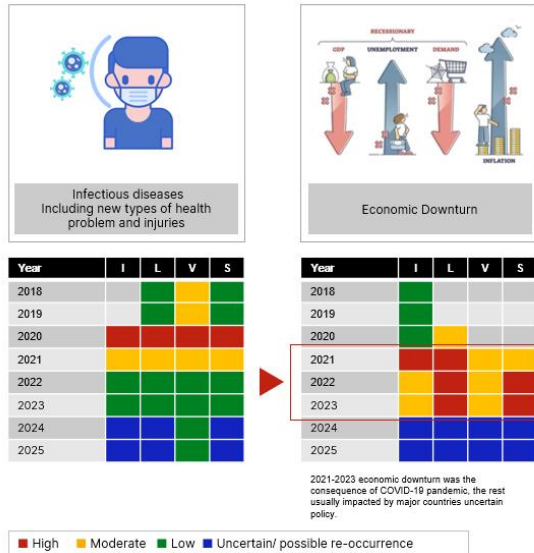 RECESSIONARY
GDP
UNEMPLOYMENT
DEMAND
INFLATION
Infectious diseases
Including new types of health
problem and injuries
Economic Downturn
Year I L V S
2018
2019
2020
2021
2022
2023
2024
2025
Year I L V S
2018
2019
2020
2021
2022
2023
2024
2025
2021-2023 economic downturn was the
consequence of COVID-19 pandemic, the rest
usually impacted by major countries uncertain
policy.
High Moderate Low Uncertain/ possible re-occurrence